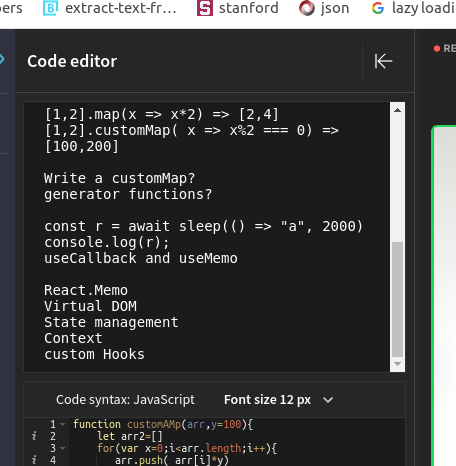 ers extract-text-fr... stanford json lazy loadi
Code editor
RE
[1,2].map(x => x*2) => [2,4]
[1,2].customMap( x => x%2 === 0) =>
[100,200]
Write a customMap?
generator functions?
const r = await sleep(() => "a", 2000)
console.log(r);
useCallback and useMemo
React.Memo
Virtual DOM
State management
Context
custom Hooks
Code syntax: JavaScript Font size 12 px
1 function customAMp(arr,y=100){
i 2 let arr2=[]
3 for(var x=0;i<arr.length;i++){
i 4 arr.push( arr[i]*y)